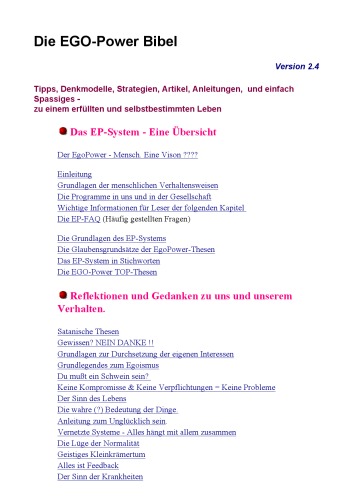 Die EGO-Power Bibel
Version 2.4
Tipps, Denkmodelle, Strategien, Artikel, Anleitungen, und einfach
Spassiges -
zu einem erfüllten und selbstbestimmten Leben
Das EP-System - Eine Übersicht
Der EgoPower - Mensch. Eine Vison ????
Einleitung
Grundlagen der menschlichen Verhaltensweisen
Die Programme in uns und in der Gesellschaft
Wichtige Informationen für Leser der folgenden Kapitel
Die EP-FAQ (Häufig gestellten Fragen)
Die Grundlagen des EP-Systems
Die Glaubensgrundsätze der EgoPower-Thesen
Das EP-System in Stichworten
Die EGO-Power TOP-Thesen
Reflektionen und Gedanken zu uns und unserem
Verhalten.
Satanische Thesen
Gewissen? NEIN DANKE !!
Grundlagen zur Durchsetzung der eigenen Interessen
Grundlegendes zum Egoismus
Du mußt ein Schwein sein?
Keine Kompromisse & Keine Verpflichtungen = Keine Probleme
Der Sinn des Lebens
Die wahre (?) Bedeutung der Dinge.
Anleitung zum Unglücklich sein.
Vernetzte Systeme - Alles hängt mit allem zusammen
Die Lüge der Normalität
Geistiges Kleinkrämertum
Alles ist Feedback
Der Sinn der Krankheiten